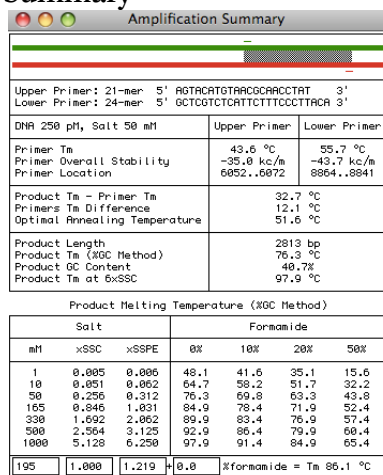 Summary
Amplification Summary
Upper Primer: 21-mer 5' AGTACATGTAACGCAACCTAT 3'
Lower Primer: 24-mer 5' GCTCGTCTCATTCTTTCCCTTACA 3'
DNA 250 pM, Salt 50 mM Upper Primer Lower Primer
Primer Tm 43.6 °C 55.7 °C
Primer Overall Stability -35.0 kc/m -43.7 kc/m
Primer Location 6052..6072 8864..8841
Product Tm - Primer Tm 32.7 °C
Primers Tm Difference 12.1 °C
Optimal Annealing Temperature 51.6 °C
Product Length 2813 bp
Product Tm (%GC Method) 76.3 °C
Product GC Content 40.7%
Product Tm at 6xSSC 97.9 °C
Product Melting Temperature (%GC Method)
Salt Formamide
mM xSSC xSSPE 0% 10% 20% 50%
1 0.005 0.006 48.1 41.6 35.1 15.6
10 0.051 0.062 64.7 58.2 51.7 32.2
50 0.256 0.312 76.3 69.8 63.3 43.8
165 0.846 1.031 84.9 78.4 71.9 52.4
330 1.692 2.062 89.9 83.4 76.9 57.4
500 2.564 3.125 92.9 86.4 79.9 60.4
1000 5.128 6.250 97.9 91.4 84.9 65.4
195 1.000 1.219 + 0.0 %formamide = Tm 86.1 °C